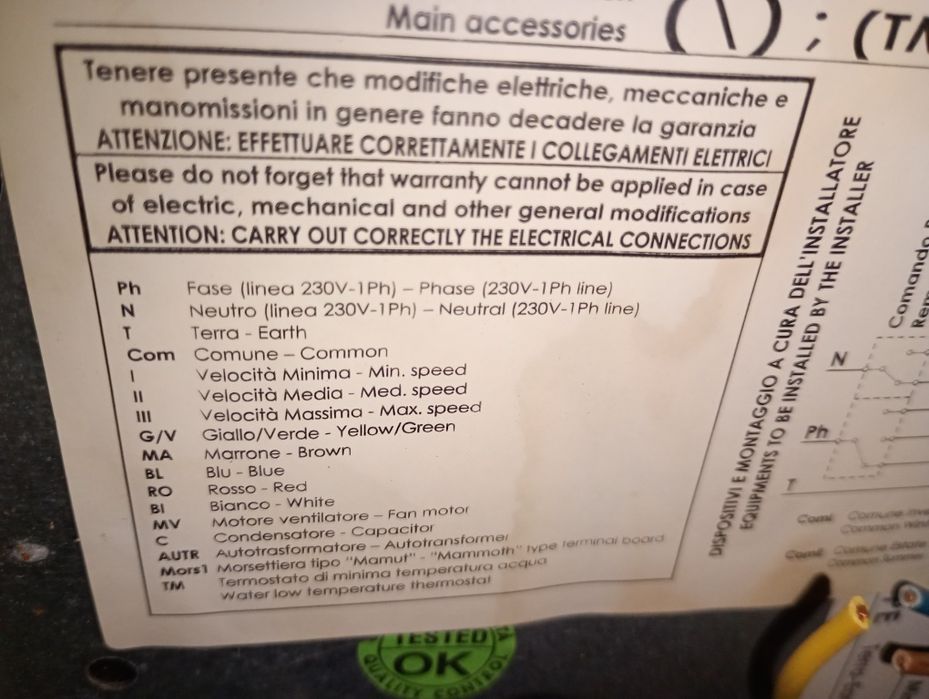 Main accessories
Tenere presente che modifiche elettriche, meccaniche e
manomissioni in genere fanno decadere la garanzia
ATTENZIONE: EFFETTUARE CORRETTAMENTE I COLLEGAMENTI ELETTRICI
Please do not forget that warranty cannot be applied in case
of electric, mechanical and other general modifications
ATTENTION: CARRY OUT CORRECTLY THE ELECTRICAL CONNECTIONS
Ph Fase (linea 230V-1Ph) – Phase (230V-1Ph line)
N Neutro (linea 230V-1Ph) – Neutral (230V-1Ph line)
T Terra - Earth
Com Comune – Common
I Velocità Minima - Min. speed
II Velocità Media - Med. speed
III Velocità Massima - Max. speed
G/V Giallo/Verde - Yellow/Green
MA Marrone - Brown
BL Blu - Blue
RO Rosso - Red
BI Bianco - White
MV Motore ventilatore – Fan motor
C Condensatore - Capacitor
AUTR Autotrasformatore – Autotransformer
Mors1 Morsettiera tipo "Mamut" - "Mammoth" type terminal board
TM Termostato di minima temperatura acqua
Water low temperature thermostat
DISPOSITIVI E MONTAGGIO A CURA DELL'INSTALLATORE
EQUIPMENTS TO BE INSTALLED BY THE INSTALLER
Comando
N
Ph
T
TESTED
OK
QUALITY CONTROL